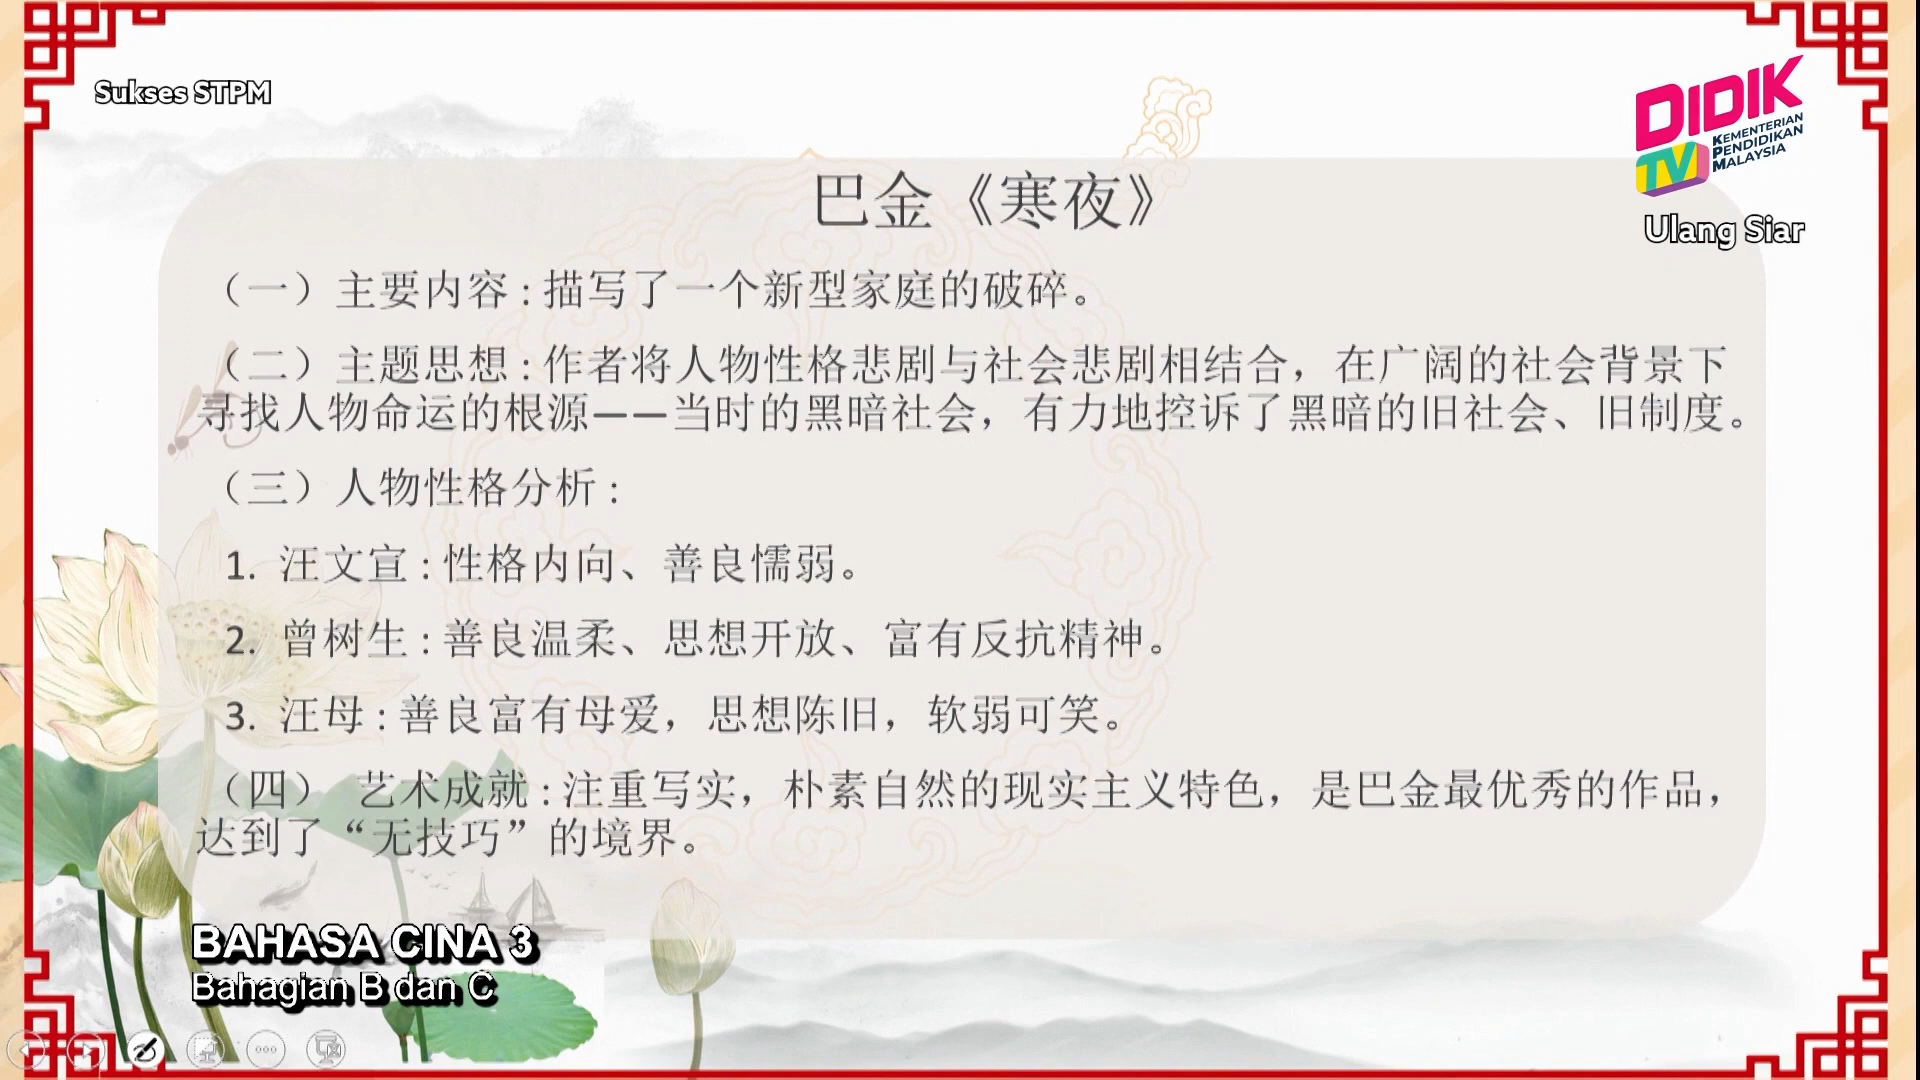 Sukses STPM
DIDIK
TV
KEMENTERIAN
PENDIDIKAN
MALAYSIA
Ulang Siar
巴金《寒夜》
（一）主要内容：描写了一个新型家庭的破碎。
（二）主题思想：作者将人物性格悲剧与社会悲剧相结合，在广阔的社会背景下
寻找人物命运的根源——当时的黑暗社会，有力地控诉了黑暗的旧社会、旧制度。
（三）人物性格分析：
1. 汪文宣：性格内向、善良懦弱。
2. 曾树生：善良温柔、思想开放、富有反抗精神。
3. 汪母：善良富有母爱，思想陈旧，软弱可笑。
（四） 艺术成就：注重写实，朴素自然的现实主义特色，是巴金最优秀的作品，
达到了“无技巧”的境界。
BAHASA CINA 3
Bahagian B dan C